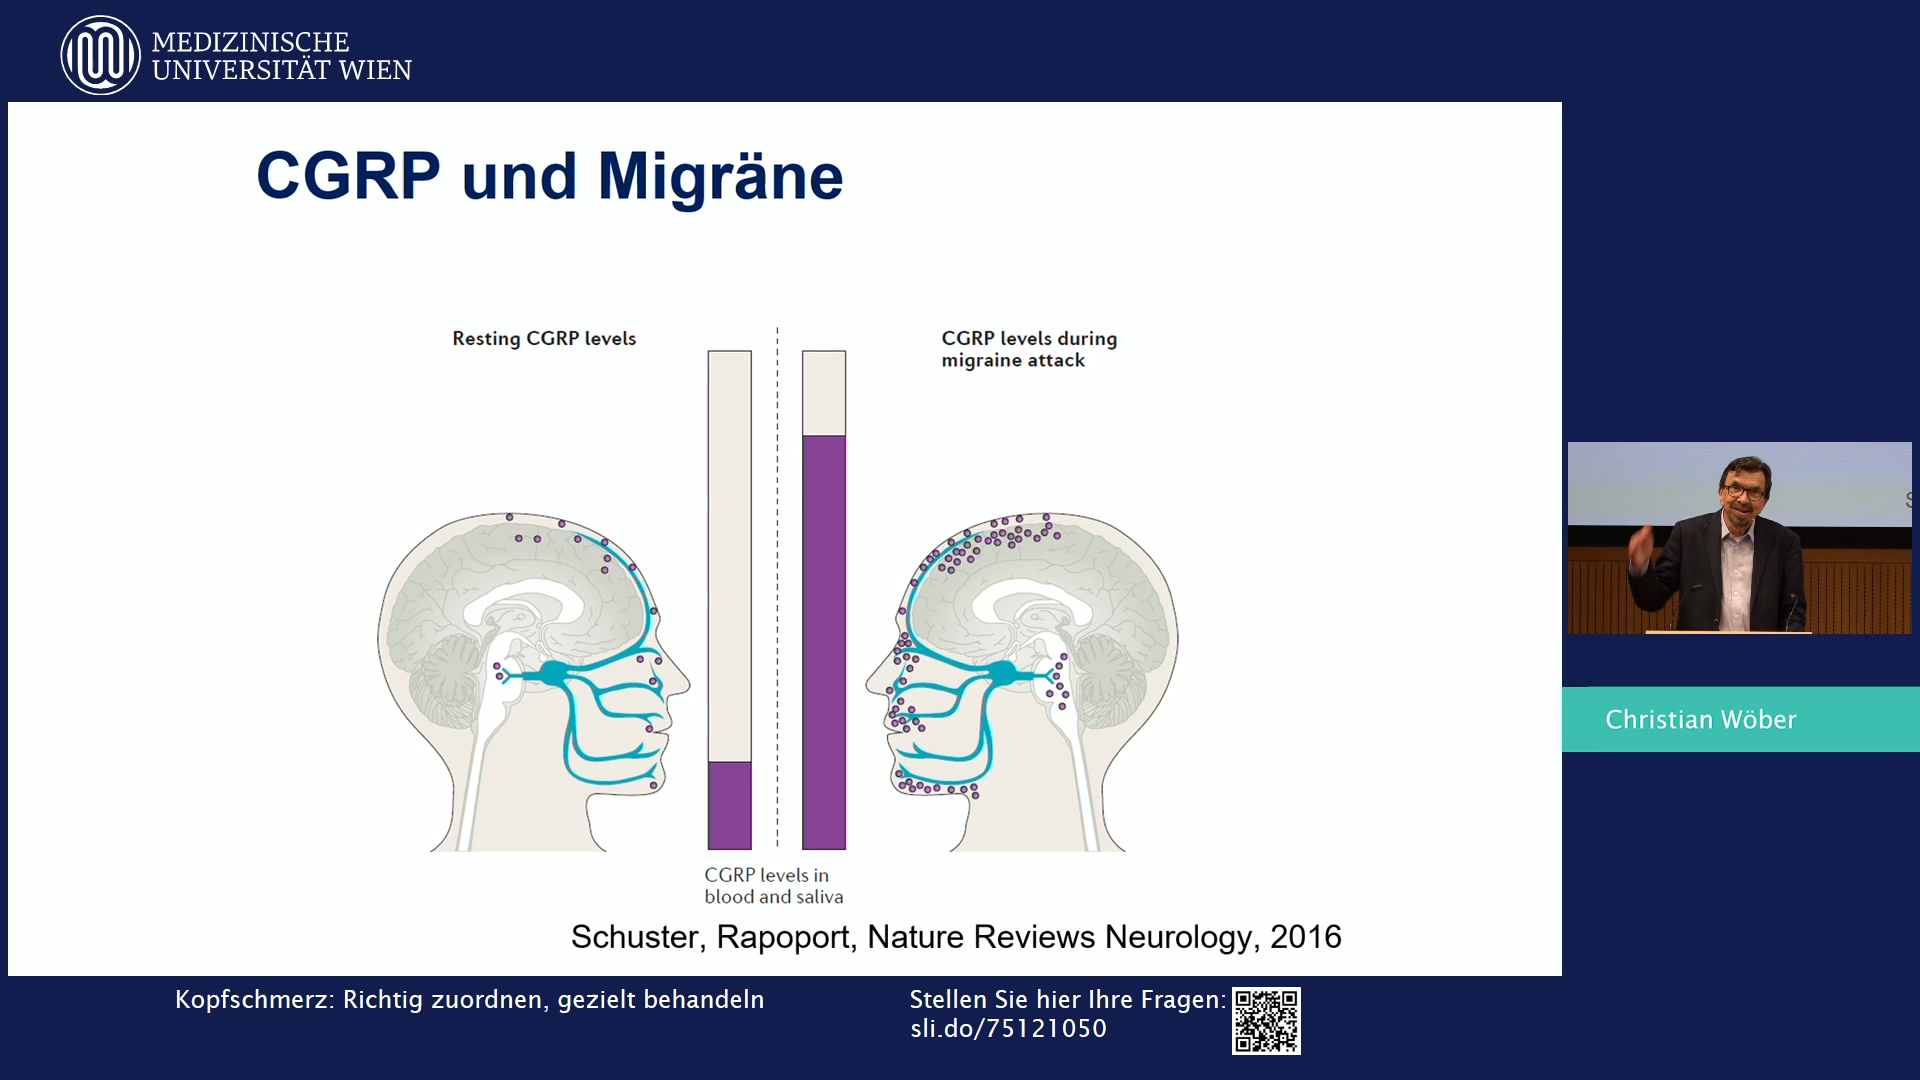 MEDIZINISCHE
UNIVERSITÄT WIEN
CGRP und Migräne
Resting CGRP levels
CGRP levels during
migraine attack
CGRP levels in
blood and saliva
Schuster, Rapoport, Nature Reviews Neurology, 2016
Christian Wöber
Kopfschmerz: Richtig zuordnen, gezielt behandeln
Stellen Sie hier Ihre Fragen:
sli.do/75121050